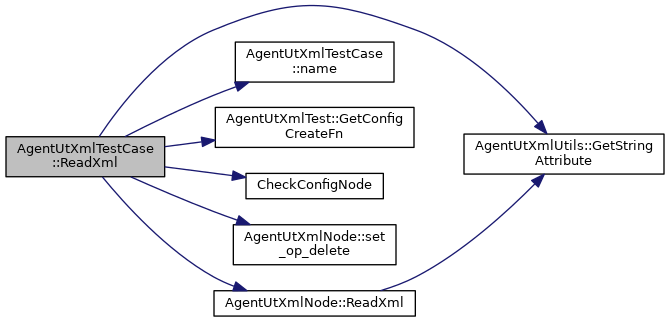 AgentUtXmlTestCase
::ReadXml
AgentUtXmlTestCase
::name
AgentUtXmlTest::GetConfig
CreateFn
CheckConfigNode
AgentUtXmlNode::set
_op_delete
AgentUtXmlNode::ReadXml
AgentUtXmlUtils::GetString
Attribute